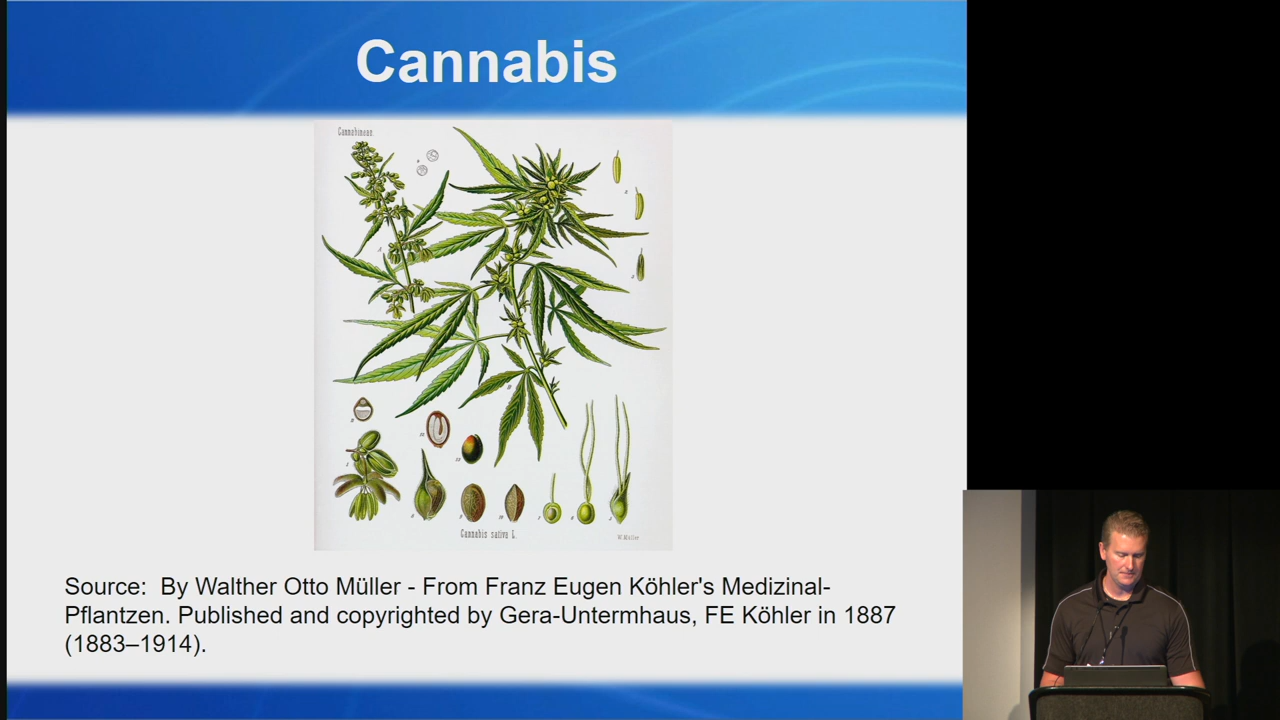 Cannabis
Cannabineae.
Cannabis sativa L.
W.Müller
Source:  By Walther Otto Müller - From Franz Eugen Köhler's Medizinal-
Pflantzen. Published and copyrighted by Gera-Untermhaus, FE Köhler in 1887
(1883–1914).